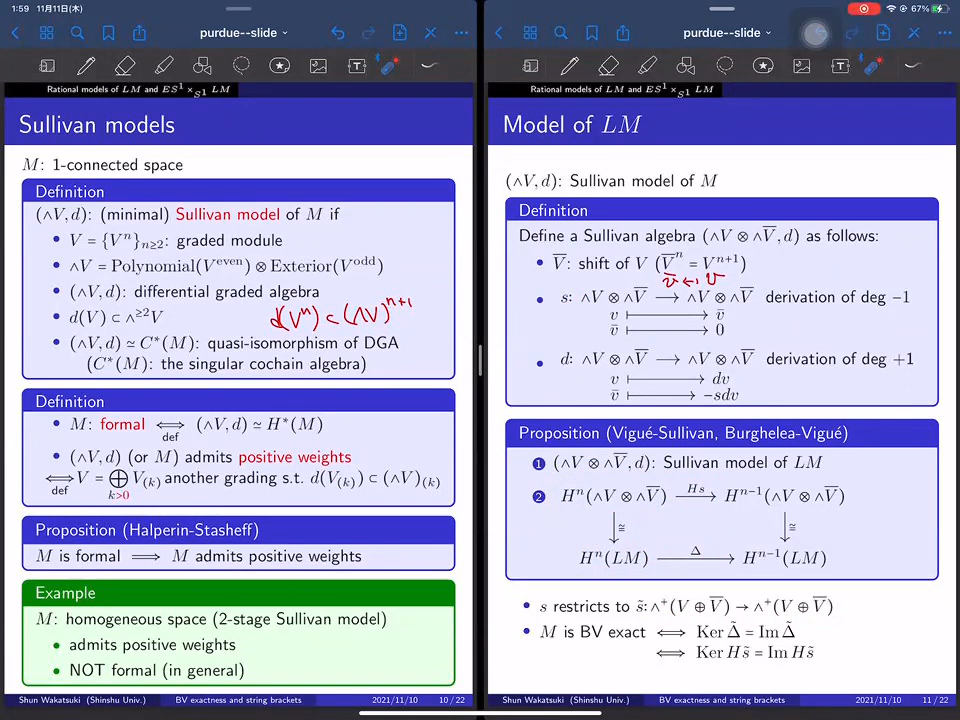 1:59 11月11日(木)
67%
purdue--slide
purdue--slide
Rational models of LM and ES¹ ×_{S¹} LM
Sullivan models
M: 1-connected space
Definition
(∧V, d): (minimal) Sullivan model of M if
• V = {Vⁿ}_{n≥2}: graded module
• ∧V = Polynomial(V^{even}) ⊗ Exterior(V^{odd})
• (∧V, d): differential graded algebra
• d(V) ⊂ ∧^{≥2}V
d(Vⁿ) ⊂ (∧V)^{n+1}
• (∧V, d) ≃ C*(M): quasi-isomorphism of DGA
(C*(M): the singular cochain algebra)
Definition
• M: formal ⟺_{def} (∧V, d) ≃ H*(M)
• (∧V, d) (or M) admits positive weights
⟺_{def} V = ⨁_{k>0} V_{(k)} another grading s.t. d(V_{(k)}) ⊂ (∧V)_{(k)}
Proposition (Halperin-Stasheff)
M is formal ⟹ M admits positive weights
Example
M: homogeneous space (2-stage Sullivan model)
• admits positive weights
• NOT formal (in general)
Shun Wakatsuki (Shinshu Univ.) BV exactness and string brackets 2021/11/10 10 / 22
Rational models of LM and ES¹ ×_{S¹} LM
Model of LM
(∧V, d): Sullivan model of M
Definition
Define a Sullivan algebra (∧V ⊗ ∧V̅, d) as follows:
• V̅: shift of V (V̅ⁿ = V^{n+1})
v̅ ↤ v
• s: ∧V ⊗ ∧V̅ ⟶ ∧V ⊗ ∧V̅ derivation of deg −1
v ⟼ v̅
v̅ ⟼ 0
• d: ∧V ⊗ ∧V̅ ⟶ ∧V ⊗ ∧V̅ derivation of deg +1
v ⟼ dv
v̅ ⟼ −sdv
Proposition (Vigué-Sullivan, Burghelea-Vigué)
1 (∧V ⊗ ∧V̅, d): Sullivan model of LM
2 Hⁿ(∧V ⊗ ∧V̅) —Hs→ H^{n−1}(∧V ⊗ ∧V̅)
↓≅ ↓≅
Hⁿ(LM) —Δ→ H^{n−1}(LM)
• s restricts to s̃: ∧⁺(V ⊕ V̅) → ∧⁺(V ⊕ V̅)
• M is BV exact ⟺ Ker Δ̃ = Im Δ̃
⟺ Ker Hs̃ = Im Hs̃
Shun Wakatsuki (Shinshu Univ.) BV exactness and string brackets 2021/11/10 11 / 22